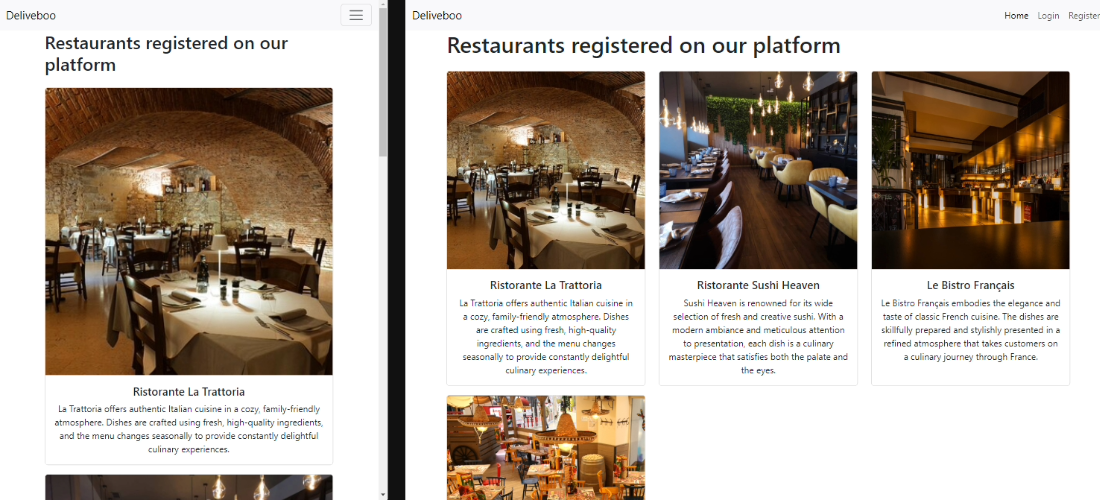 Deliveboo
Restaurants registered on our
platform
Ristorante La Trattoria
La Trattoria offers authentic Italian cuisine in a cozy, family-friendly
atmosphere. Dishes are crafted using fresh, high-quality ingredients,
and the menu changes seasonally to provide constantly delightful
culinary experiences.
Deliveboo
Home Login Register
Restaurants registered on our platform
Ristorante La Trattoria
La Trattoria offers authentic Italian cuisine in
a cozy, family-friendly atmosphere. Dishes
are crafted using fresh, high-quality
ingredients, and the menu changes
seasonally to provide constantly delightful
culinary experiences.
Ristorante Sushi Heaven
Sushi Heaven is renowned for its wide
selection of fresh and creative sushi. With a
modern ambiance and meticulous attention
to presentation, each dish is a culinary
masterpiece that satisfies both the palate and
the eyes.
Le Bistro Français
Le Bistro Français embodies the elegance and
taste of classic French cuisine. The dishes are
skillfully prepared and stylishly presented in a
refined atmosphere that takes customers on
a culinary journey through France.